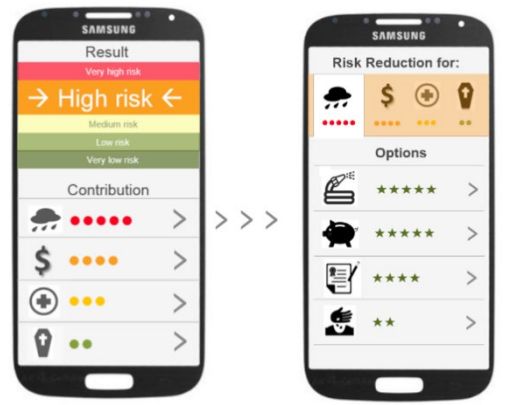 SAMSUNG
Result
Very high risk
→ High risk ←
Medium risk
Low risk
Very low risk
Contribution
$
> > >
SAMSUNG
Risk Reduction for:
$
Options